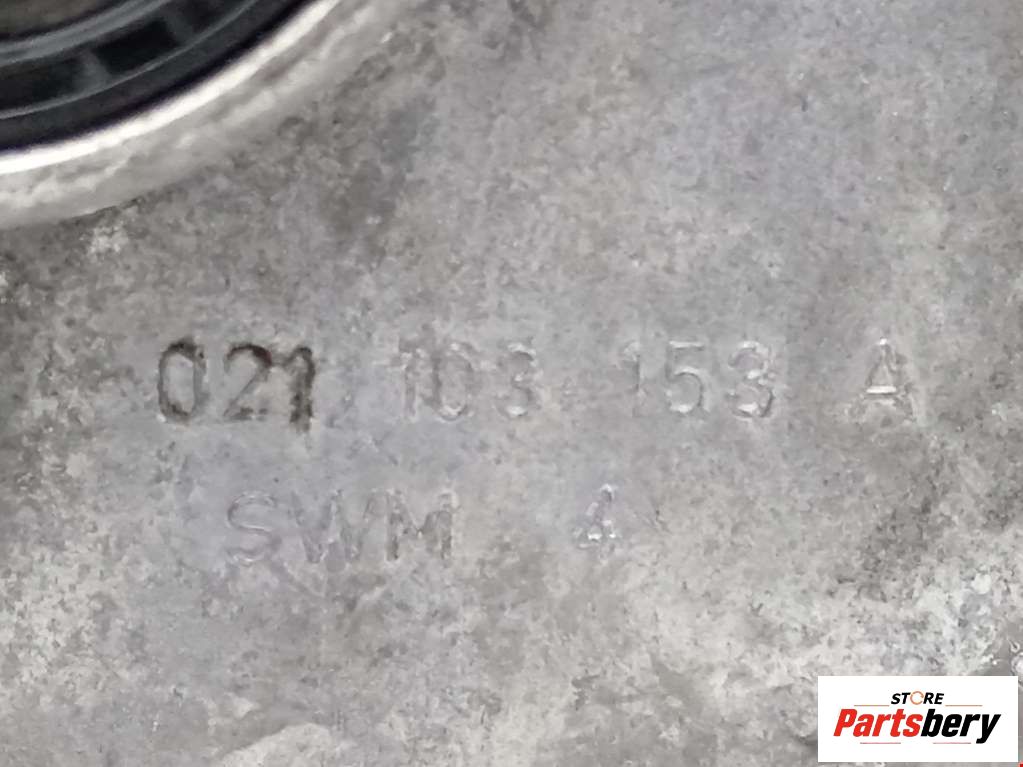 021 103 153 A
SWM 4
STORE
Partsbery